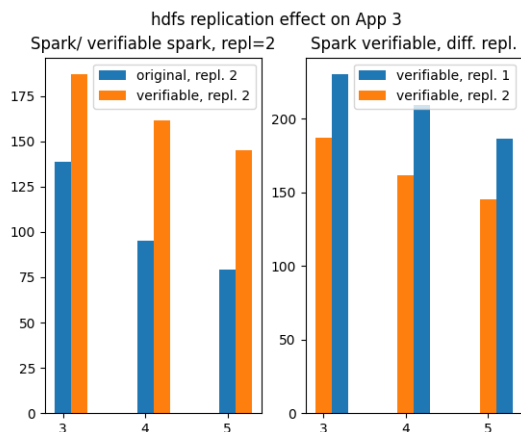 hdfs replication effect on App 3
Spark/ verifiable spark, repl=2
original, repl. 2
verifiable, repl. 2
175
150
125
100
75
50
25
0
3 4 5
Spark verifiable, diff. repl.
verifiable, repl. 1
verifiable, repl. 2
200
150
100
50
0
3 4 5